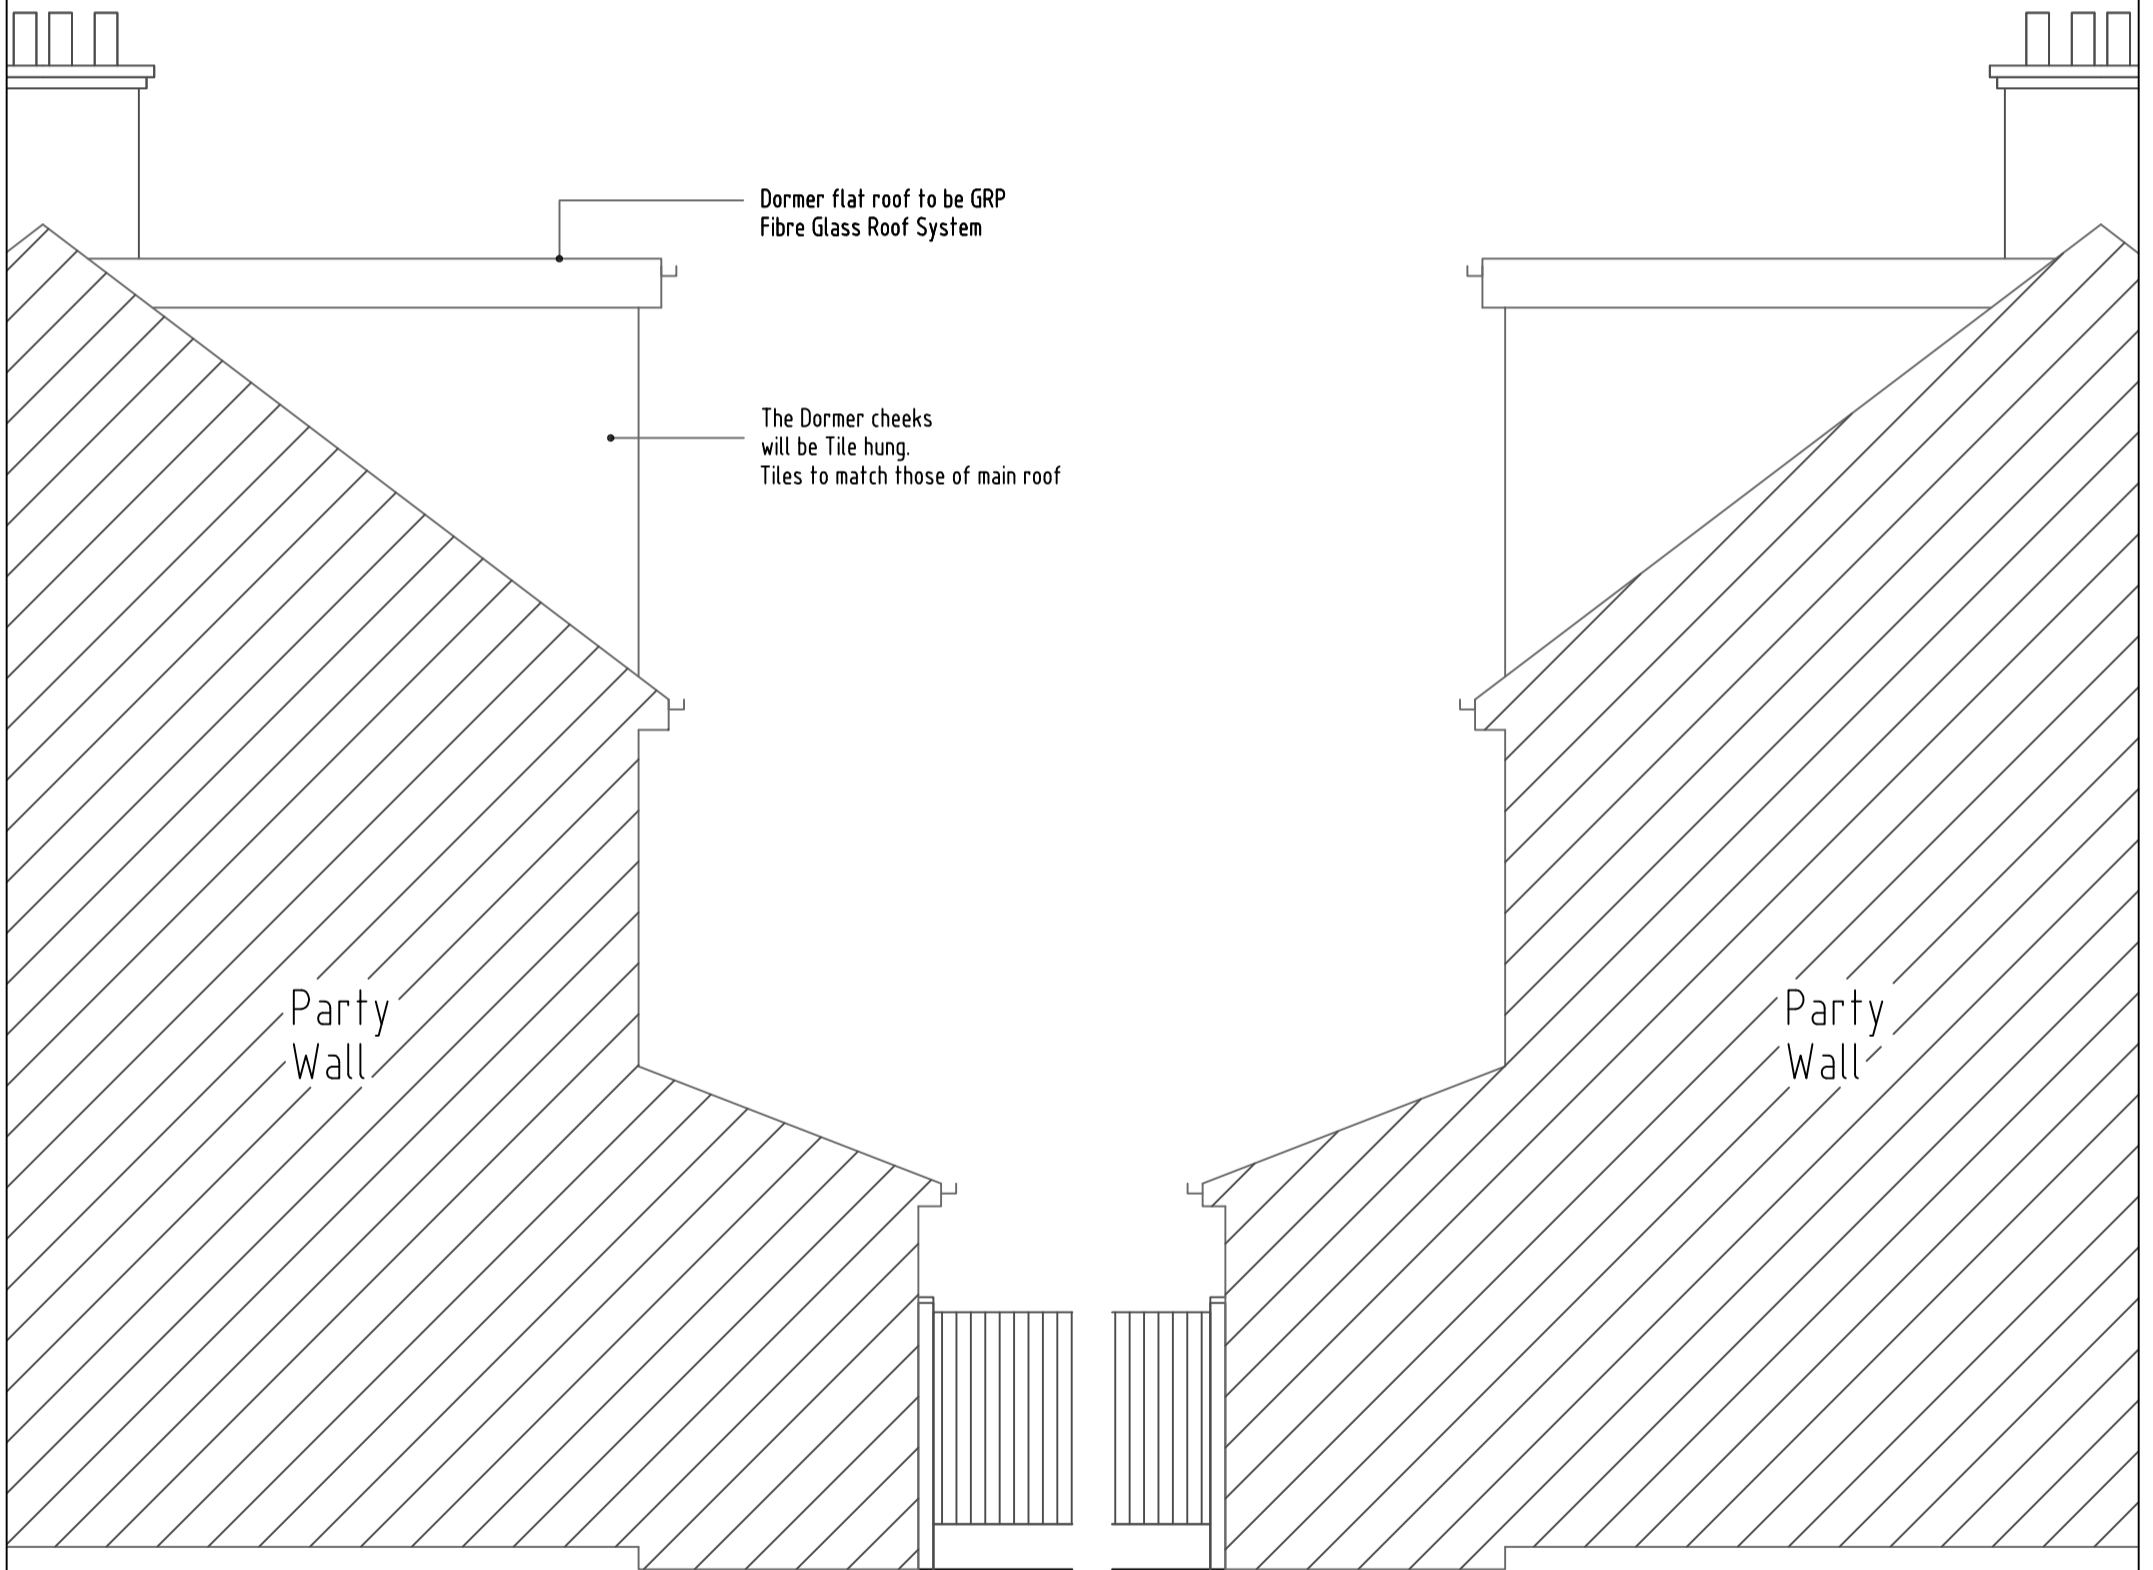 Dormer flat roof to be GRP
Fibre Glass Roof System
The Dormer cheeks
will be Tile hung.
Tiles to match those of main roof
Party
Wall
Party
Wall